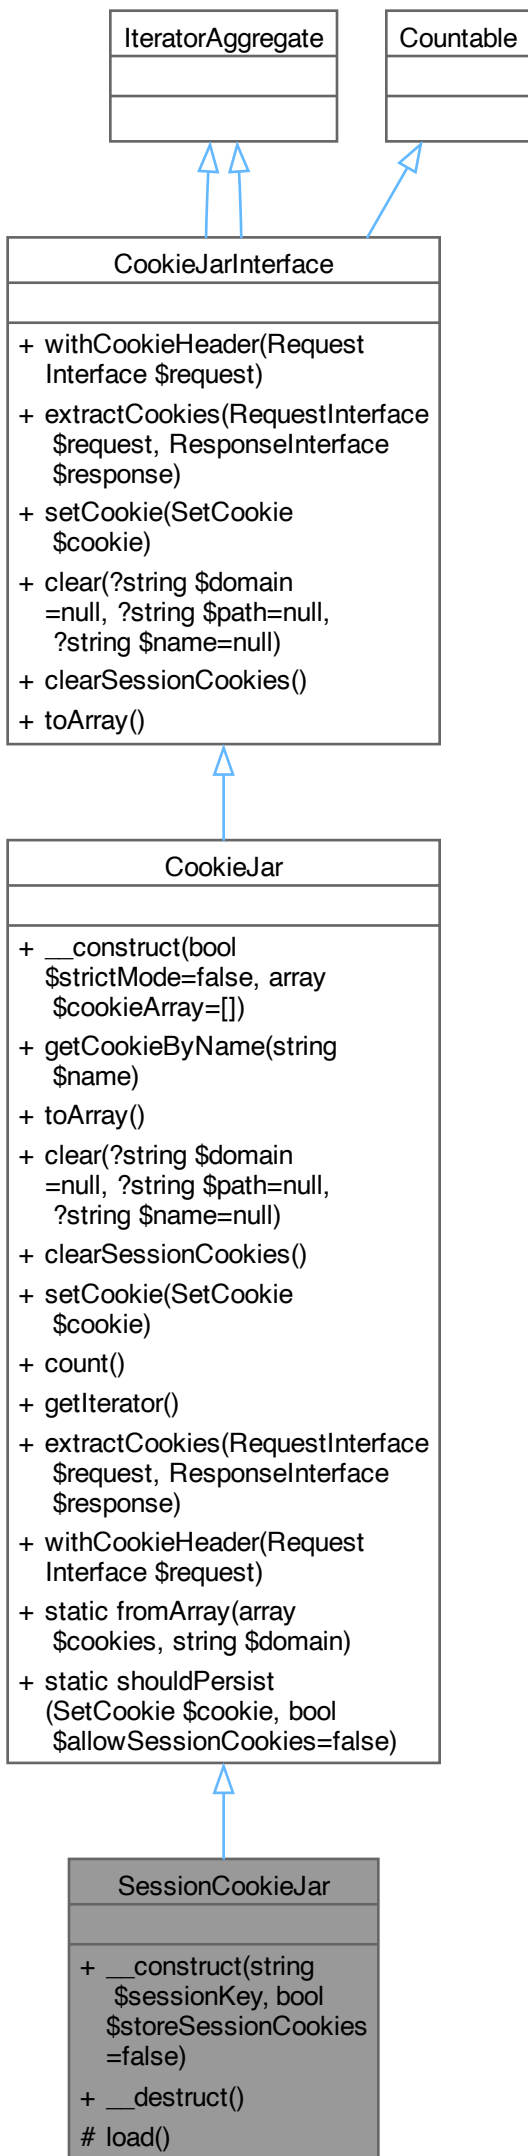 IteratorAggregate
Countable
CookieJarInterface
+ withCookieHeader(Request
Interface $request)
+ extractCookies(RequestInterface
$request, ResponseInterface
$response)
+ setCookie(SetCookie
$cookie)
+ clear(?string $domain
=null, ?string $path=null,
?string $name=null)
+ clearSessionCookies()
+ toArray()
CookieJar
+ __construct(bool
$strictMode=false, array
$cookieArray=[])
+ getCookieByName(string
$name)
+ toArray()
+ clear(?string $domain
=null, ?string $path=null,
?string $name=null)
+ clearSessionCookies()
+ setCookie(SetCookie
$cookie)
+ count()
+ getIterator()
+ extractCookies(RequestInterface
$request, ResponseInterface
$response)
+ withCookieHeader(Request
Interface $request)
+ static fromArray(array
$cookies, string $domain)
+ static shouldPersist
(SetCookie $cookie, bool
$allowSessionCookies=false)
SessionCookieJar
+ __construct(string
$sessionKey, bool
$storeSessionCookies
=false)
+ __destruct()
# load()